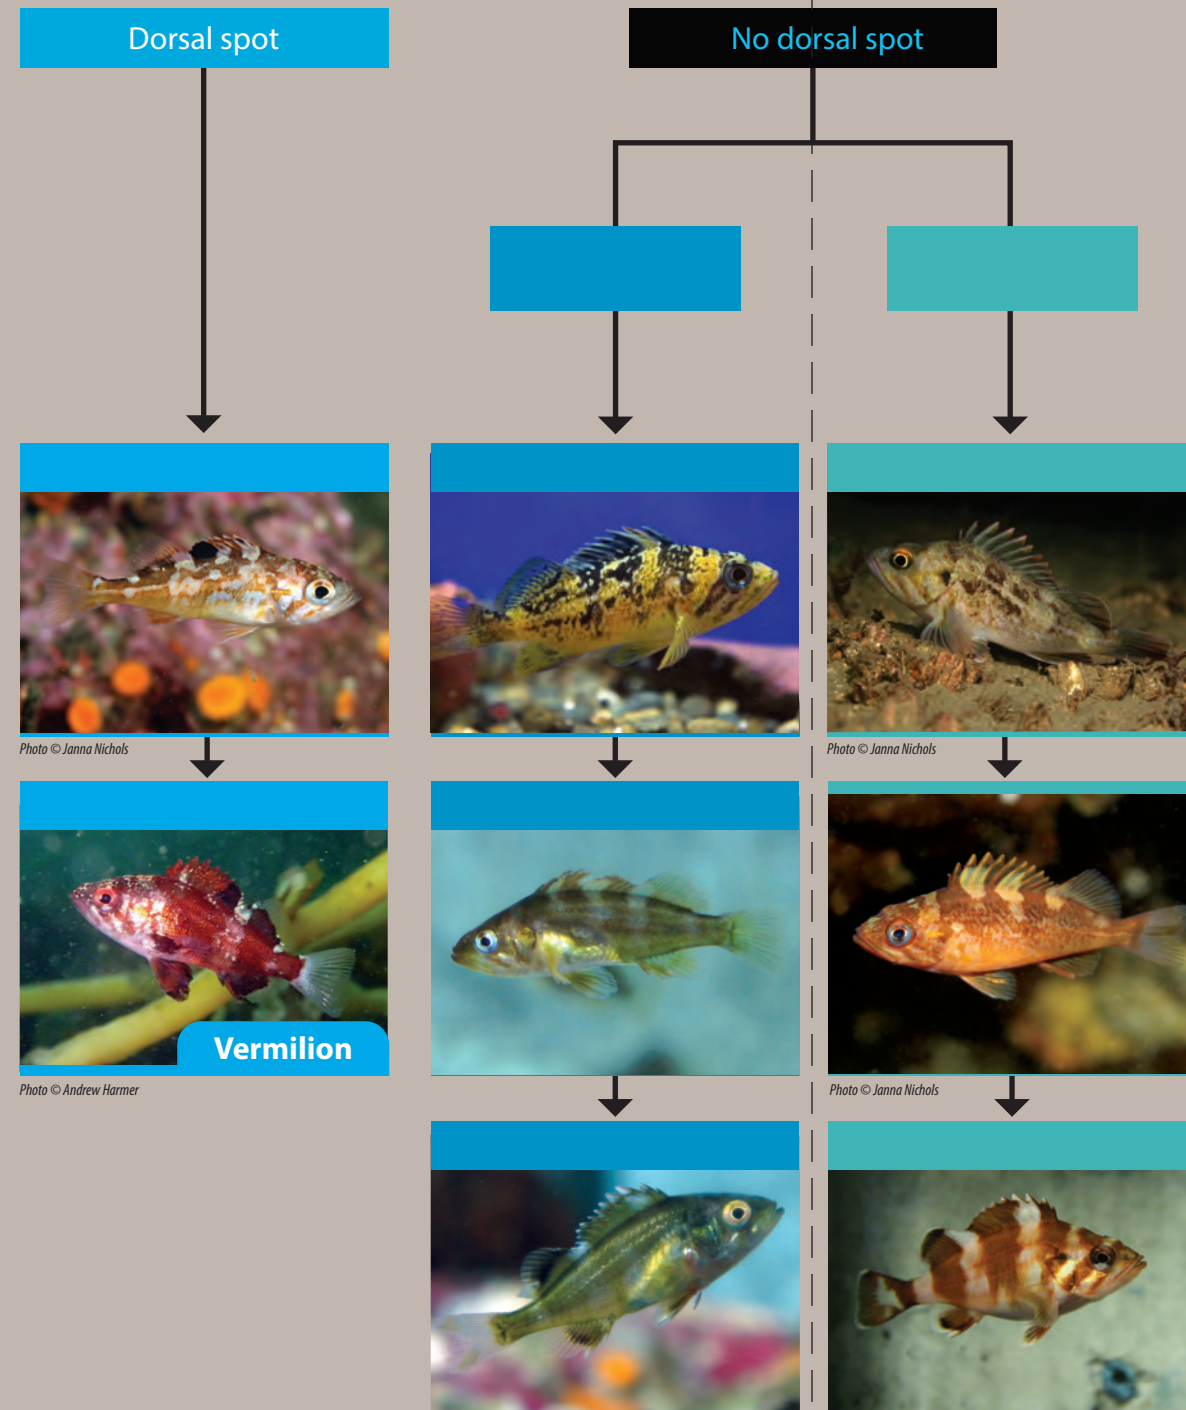 Dorsal spot
No dorsal spot
Photo © Janna Nichols
Photo © Janna Nichols
Vermilion
Photo © Andrew Harmer
Photo © Janna Nichols